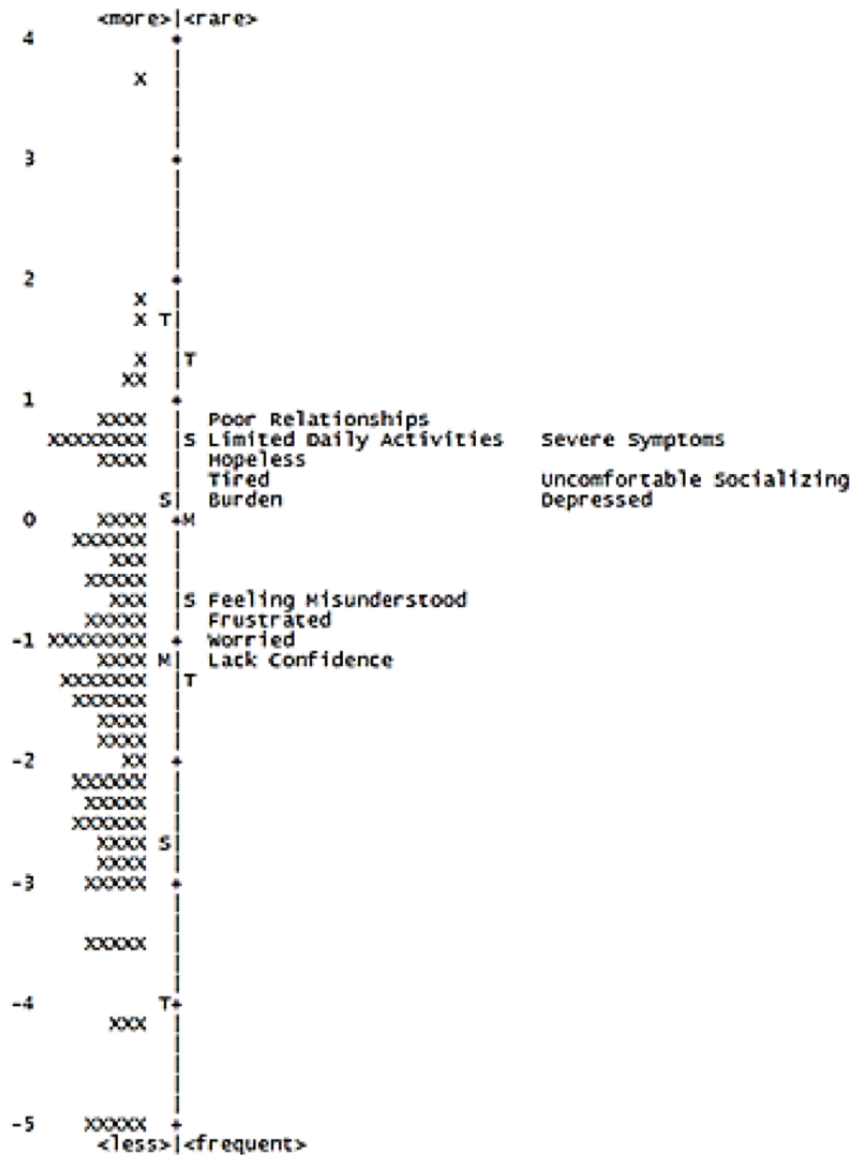 <more>|<rare>
4 +
X |
3 +
2 +
X |
X T|
X |T
XX |
1 +
XXXX | Poor Relationships
XXXXXXXX |S Limited Daily Activities Severe Symptoms
XXXX | Hopeless
| Tired Uncomfortable Socializing
S| Burden Depressed
0 XXXX +M
XXXXXX |
XXX |
XXXXX |
XXX |S Feeling Misunderstood
XXXXX | Frustrated
-1 XXXXXXXX + Worried
XXXX M| Lack Confidence
XXXXXXX |T
XXXXXX |
XXXX |
XXXX |
-2 XX +
XXXXXX |
XXXXX |
XXXXXX |
XXXX S|
XXXX |
-3 XXXXX +
XXXXX |
-4 T+
XXX |
-5 XXXXX +
<less>|<frequent>